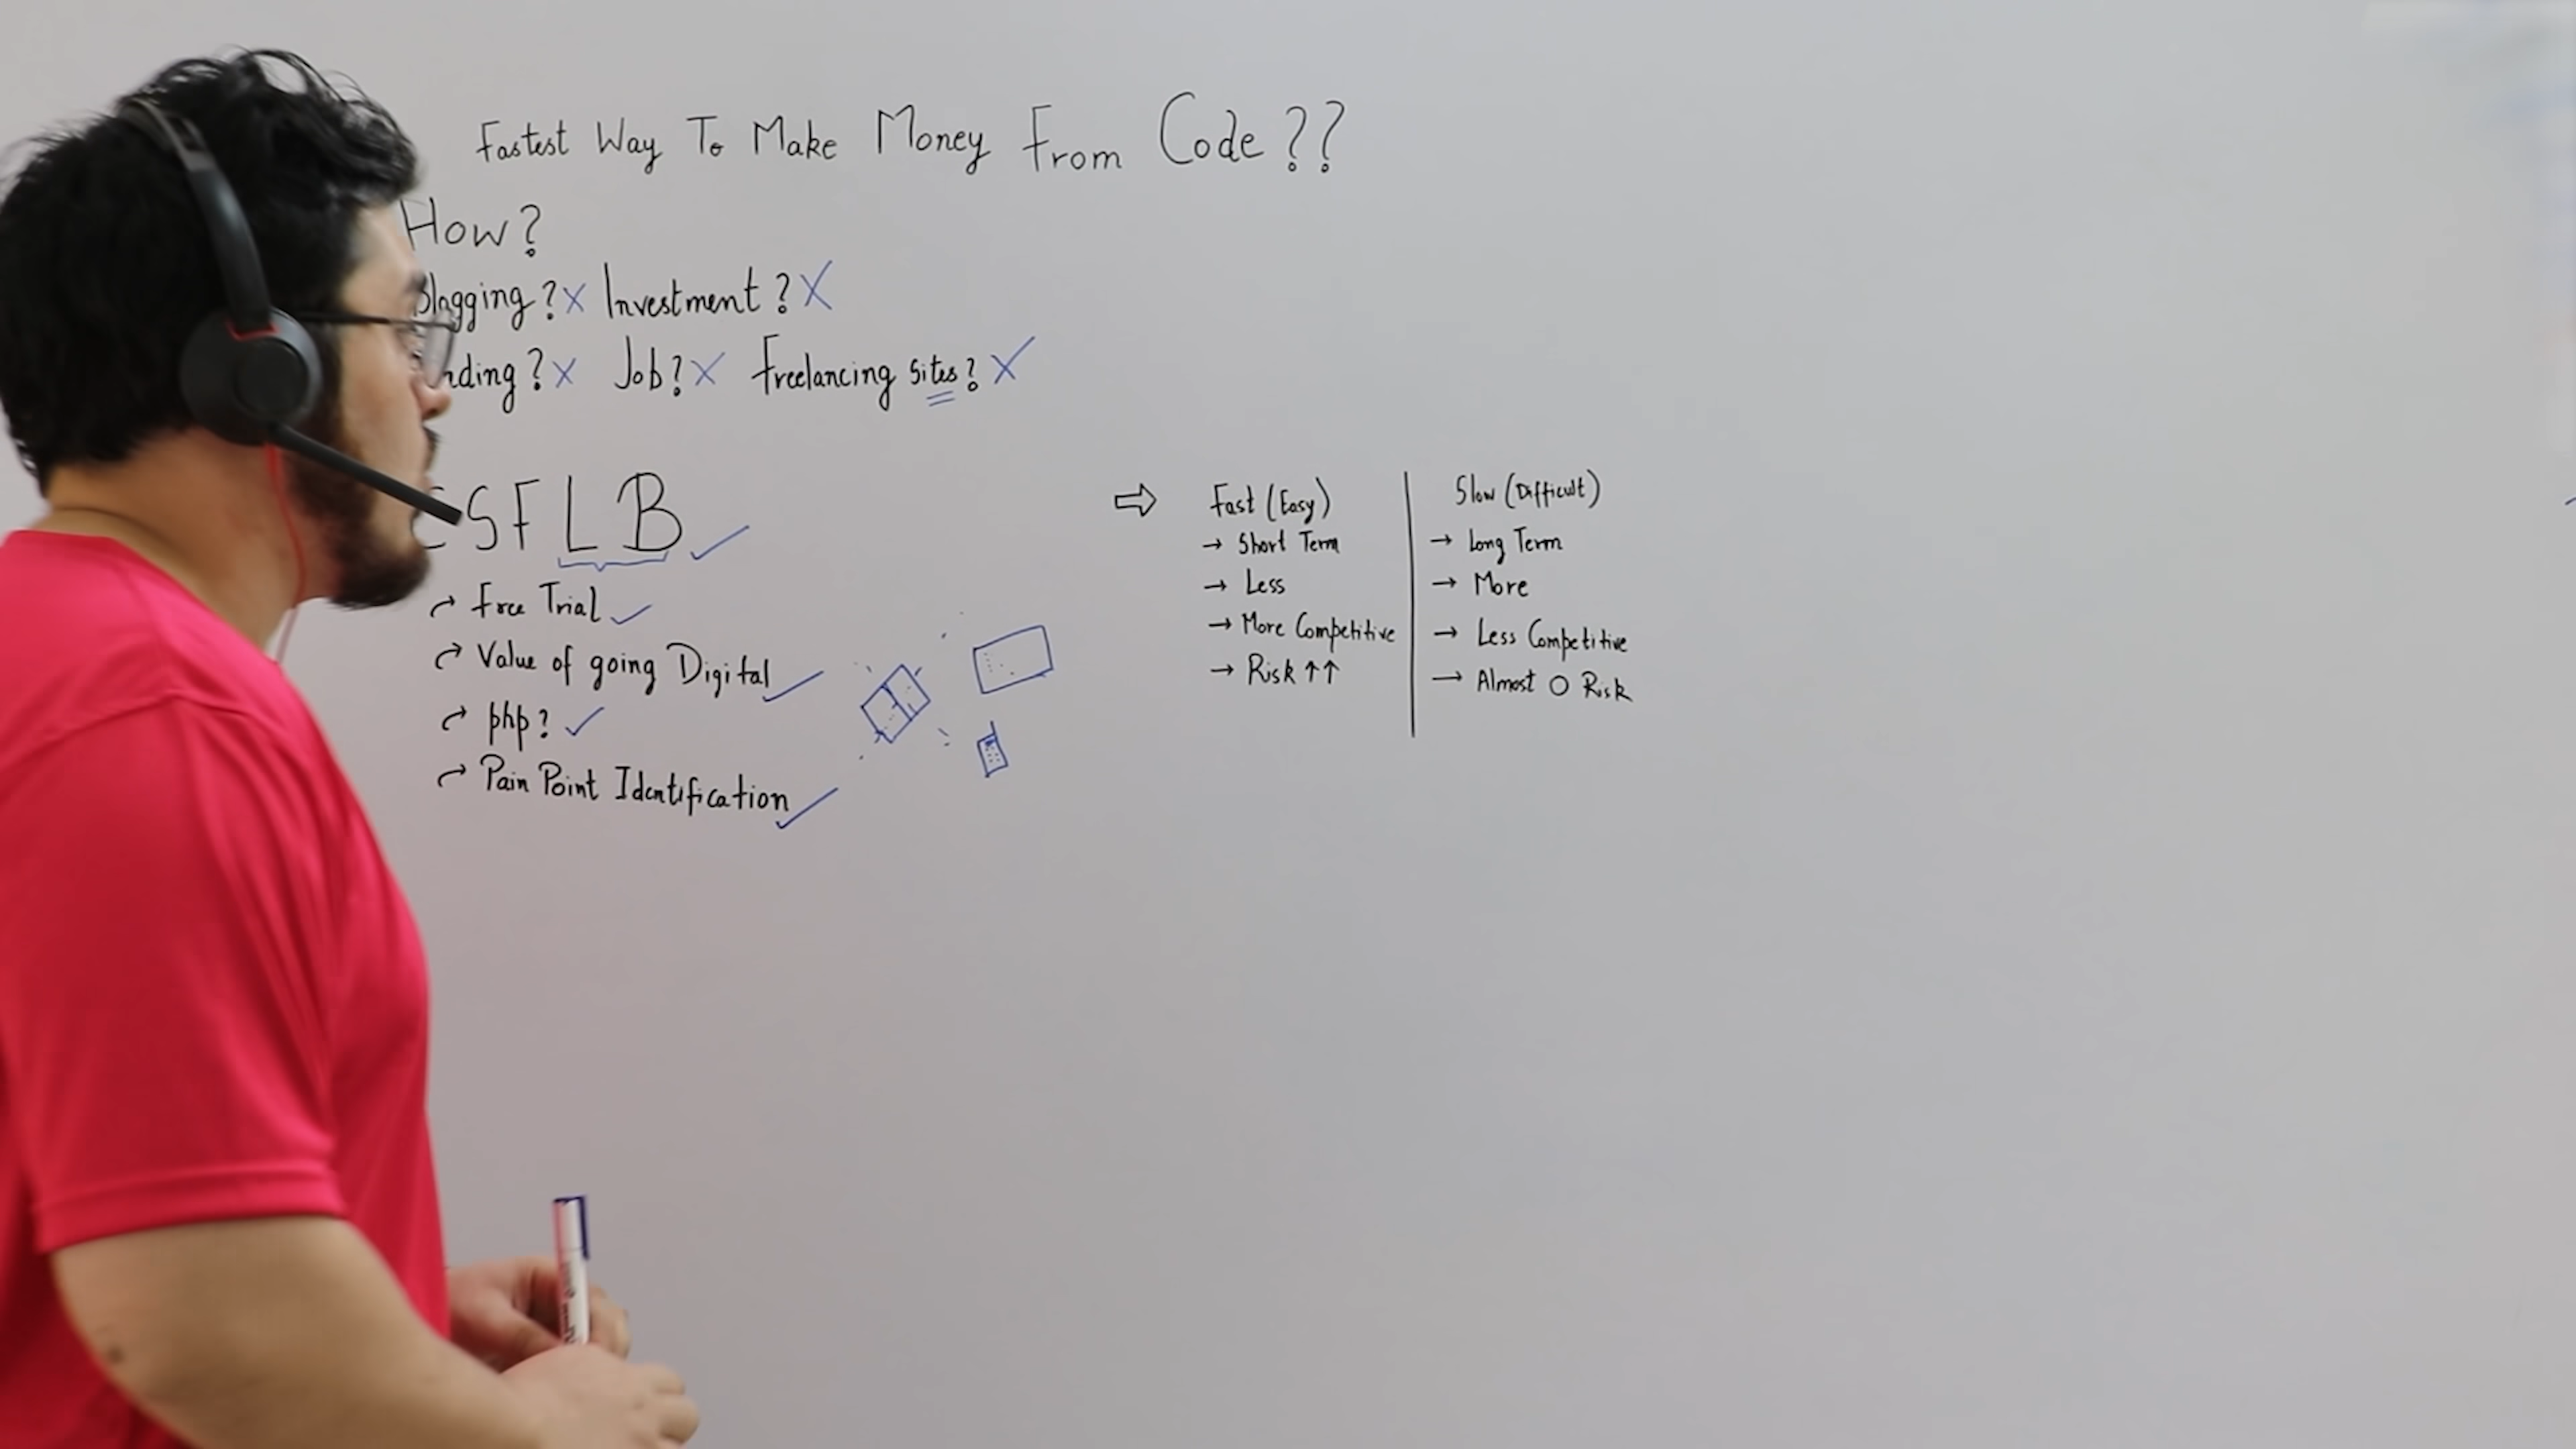 Fastest Way To Make Money From Code ??
How ?
Blogging ? X Investment ? X
ding ? X Job ? X Freelancing Sites ? X
SFLB
Free Trial
Value of going Digital
php ?
Pain Point Identification
⇨ Fast (Easy)
→ Short Term
→ Less
→ More Competitive
→ Risk ↑↑
Slow (Difficult)
→ Long Term
→ More
→ Less Competitive
→ Almost 0 Risk